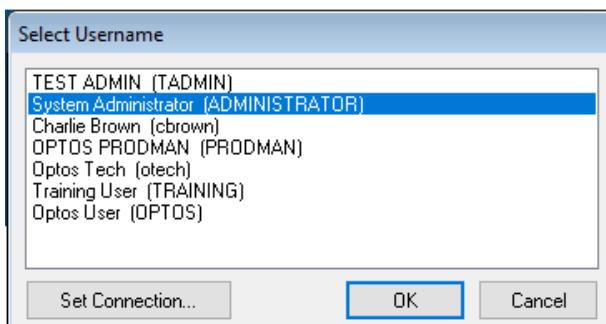 Select Username
TEST ADMIN (TADMIN)
System Administrator (ADMINISTRATOR)
Charlie Brown (cbrown)
OPTOS PRODMAN (PRODMAN)
Optos Tech (otech)
Training User (TRAINING)
Optos User (OPTOS)
Set Connection... OK Cancel